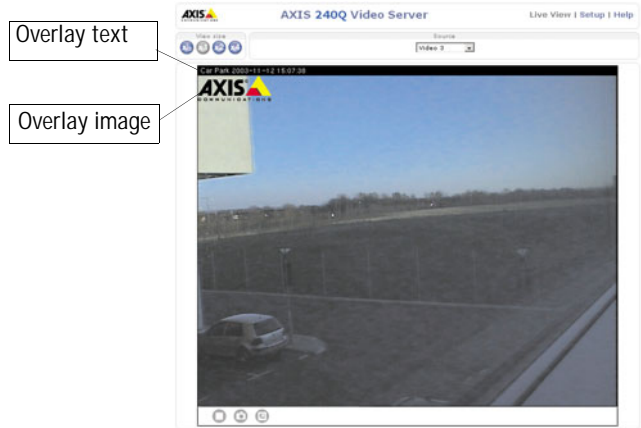 AXIS
COMMUNICATIONS
AXIS 240Q Video Server
Live View | Setup | Help
View size
Source
Video 3
Overlay text
Car Park 2003-11-12 15:07:38
AXIS
COMMUNICATIONS
Overlay image